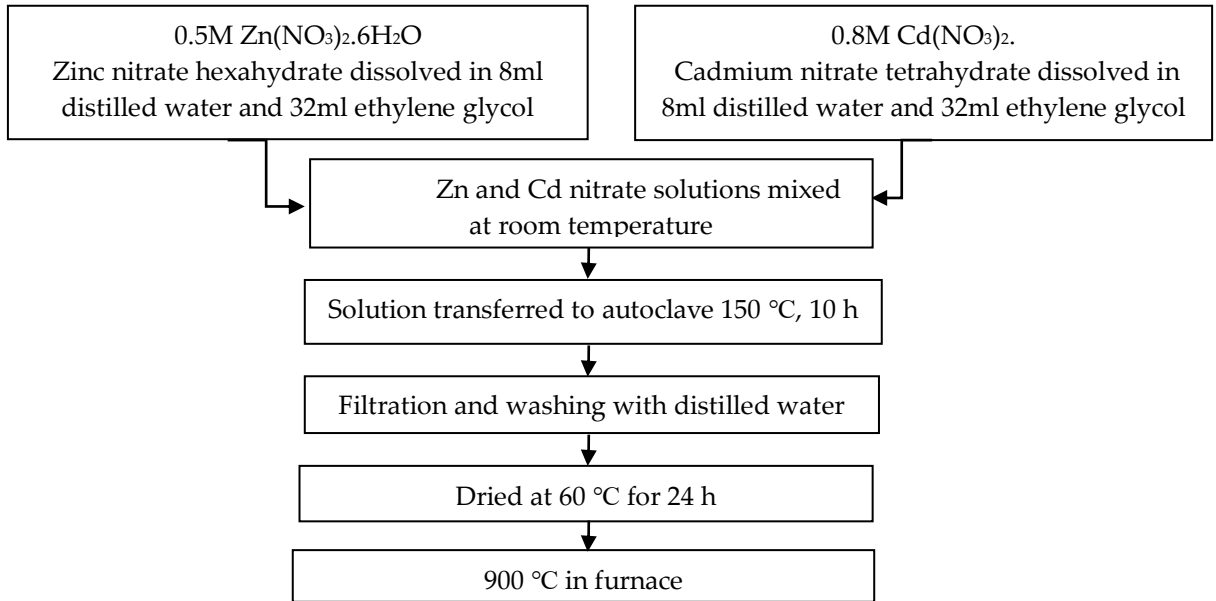 0.5M Zn(NO₃)₂.6H₂O
Zinc nitrate hexahydrate dissolved in 8ml
distilled water and 32ml ethylene glycol
0.8M Cd(NO₃)₂.
Cadmium nitrate tetrahydrate dissolved in
8ml distilled water and 32ml ethylene glycol
Zn and Cd nitrate solutions mixed
at room temperature
Solution transferred to autoclave 150 °C, 10 h
Filtration and washing with distilled water
Dried at 60 °C for 24 h
900 °C in furnace